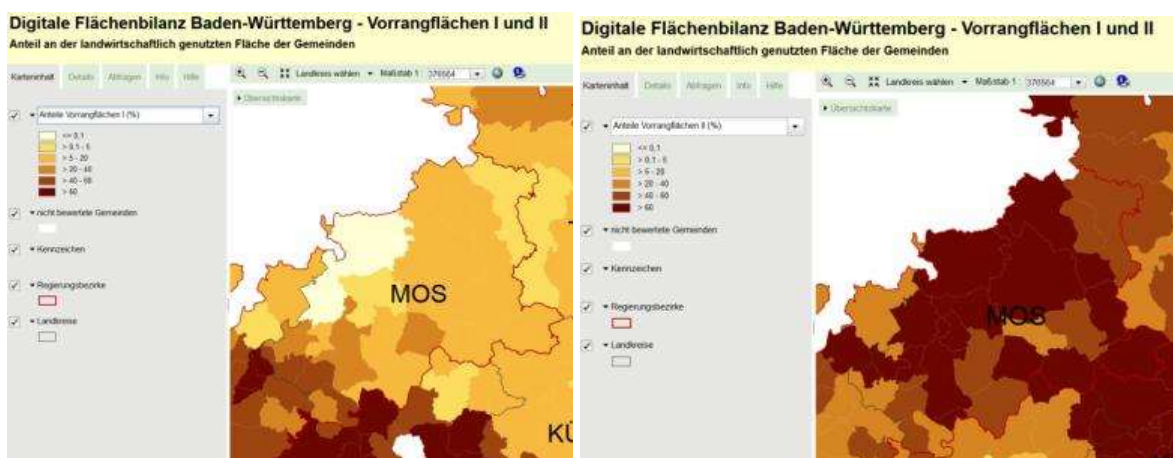 Digitale Flächenbilanz Baden-Württemberg - Vorrangflächen I und II
Anteil an der landwirtschaftlich genutzten Fläche der Gemeinden
Karteninhalt Details Abfragen Info Hilfe
Landkreis wählen Maßstab 1: 376564
Übersichtskarte
Anteile Vorrangflächen I (%)
<= 0,1
> 0,1 - 5
> 5 - 20
> 20 - 40
> 40 - 60
> 60
nicht bewertete Gemeinden
Kennzeichen
Regierungsbezirke
Landkreise
MOS
KÜ
Digitale Flächenbilanz Baden-Württemberg - Vorrangflächen I und II
Anteil an der landwirtschaftlich genutzten Fläche der Gemeinden
Karteninhalt Details Abfragen Info Hilfe
Landkreis wählen Maßstab 1: 376564
Übersichtskarte
Anteile Vorrangflächen II (%)
<= 0,1
> 0,1 - 5
> 5 - 20
> 20 - 40
> 40 - 60
> 60
nicht bewertete Gemeinden
Kennzeichen
Regierungsbezirke
Landkreise
MOS